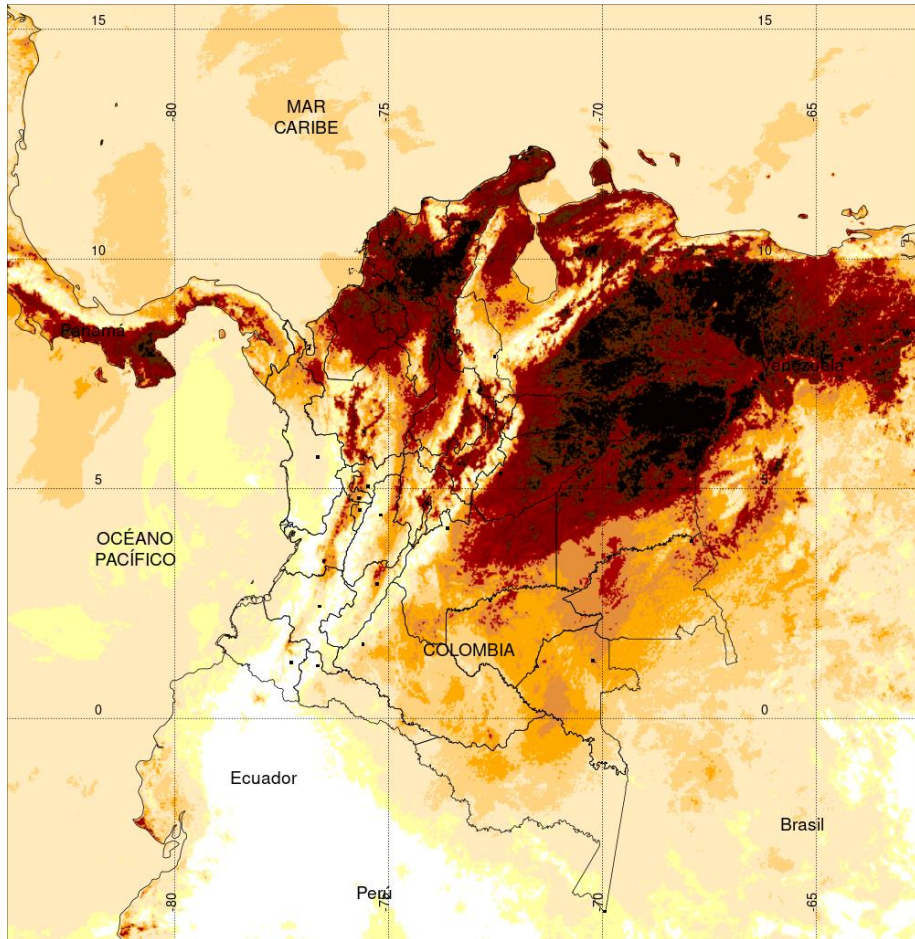 15
15
-80
-75
-70
-65
MAR
CARIBE
10
10
Panamá
Venezuela
5
5
OCÉANO
PACÍFICO
COLOMBIA
0
0
Ecuador
Brasil
Perú
-80
-75
-70
-65